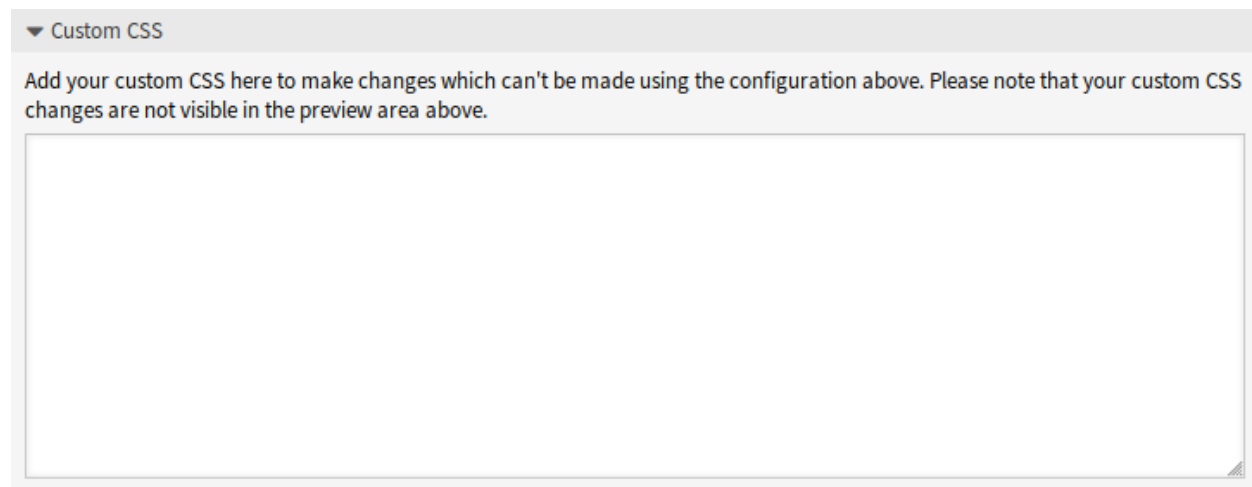 Custom CSS
Add your custom CSS here to make changes which can't be made using the configuration above. Please note that your custom CSS
changes are not visible in the preview area above.